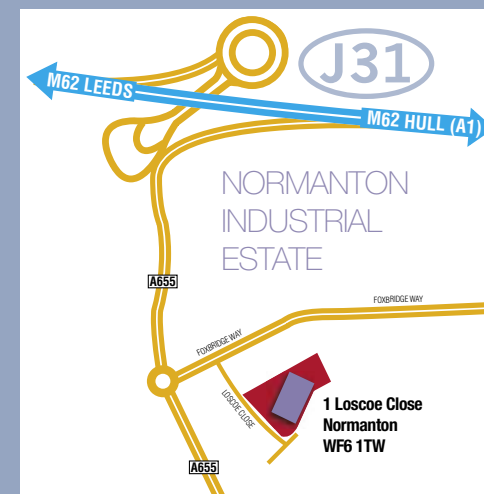 J31
M62 LEEDS
M62 HULL (A1)
NORMANTON
INDUSTRIAL
ESTATE
A655
FOXBRIDGE WAY
FOXBRIDGE WAY
LOSCOE CLOSE
1 Loscoe Close
Normanton
WF6 1TW
A655